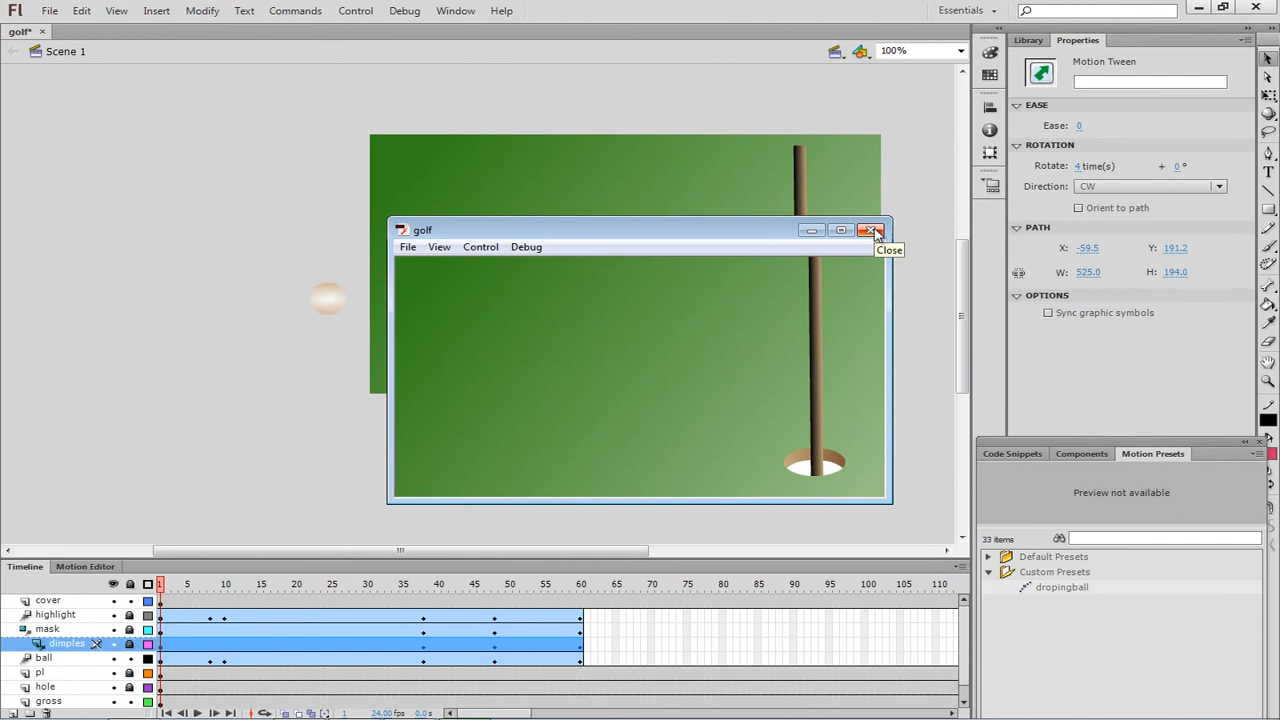 Fl File Edit View Insert Modify Text Commands Control Debug Window Help Essentials
golf* ×
Scene 1 100%
Library Properties
Motion Tween
EASE
Ease: 0
ROTATION
Rotate: 4 time(s) + 0 °
Direction: CW
Orient to path
PATH
X: -59.5 Y: 191.2
W: 525.0 H: 194.0
OPTIONS
Sync graphic symbols
golf
File View Control Debug
Close
Code Snippets Components Motion Presets
Preview not available
33 items
Default Presets
Custom Presets
dropingball
Timeline Motion Editor
1 5 10 15 20 25 30 35 40 45 50 55 60 65 70 75 80 85 90 95 100 105 110
cover
highlight
mask
dimples
ball
pl
hole
gross
1 24.00 fps 0.0 s